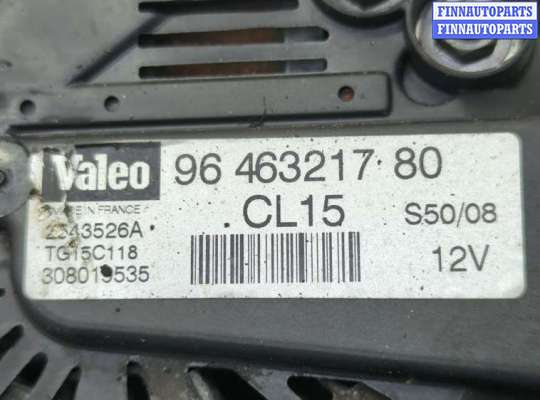 FINNAUTOPARTS
FINNAUTOPARTS
Valeo 96 463217 80
MADE IN FRANCE CL15 S50/08
2543526A
TG15C118 12V
308019535